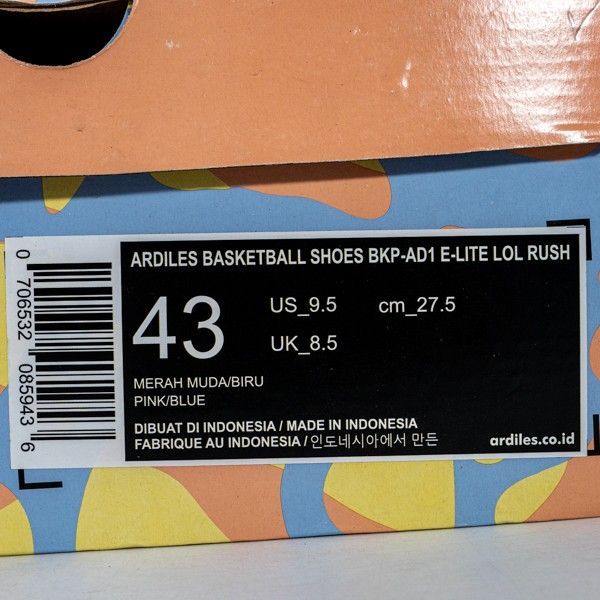 ARDILES BASKETBALL SHOES BKP-AD1 E-LITE LOL RUSH
43
US_9.5 cm_27.5
UK_8.5
MERAH MUDA/BIRU
PINK/BLUE
DIBUAT DI INDONESIA / MADE IN INDONESIA
FABRIQUE AU INDONESIA / 인도네시아에서 만든
ardiles.co.id
0 706532 085943 6